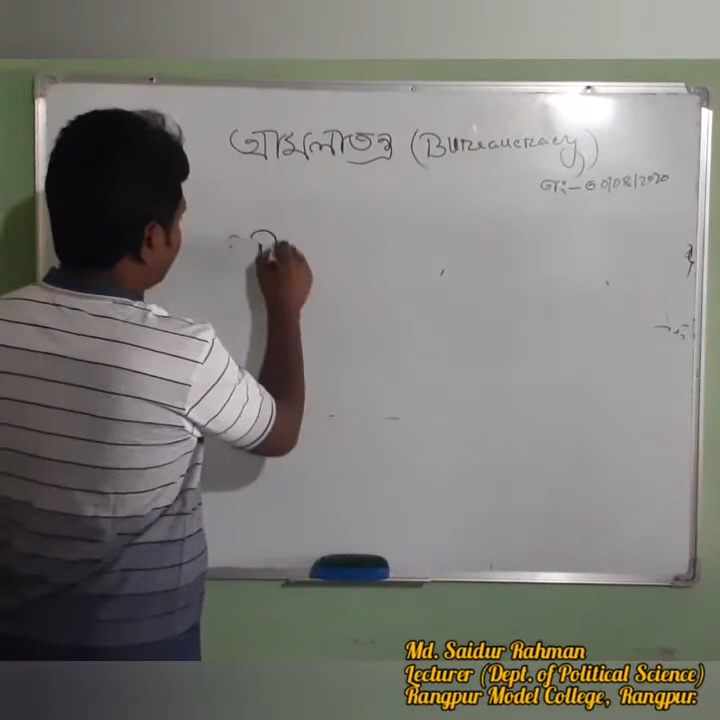 আমলাতন্ত্র (Bureaucracy)
তাং- ৩০/০৪/২০২০
Md. Saidur Rahman
Lecturer (Dept. of Political Science)
Rangpur Model College, Rangpur.